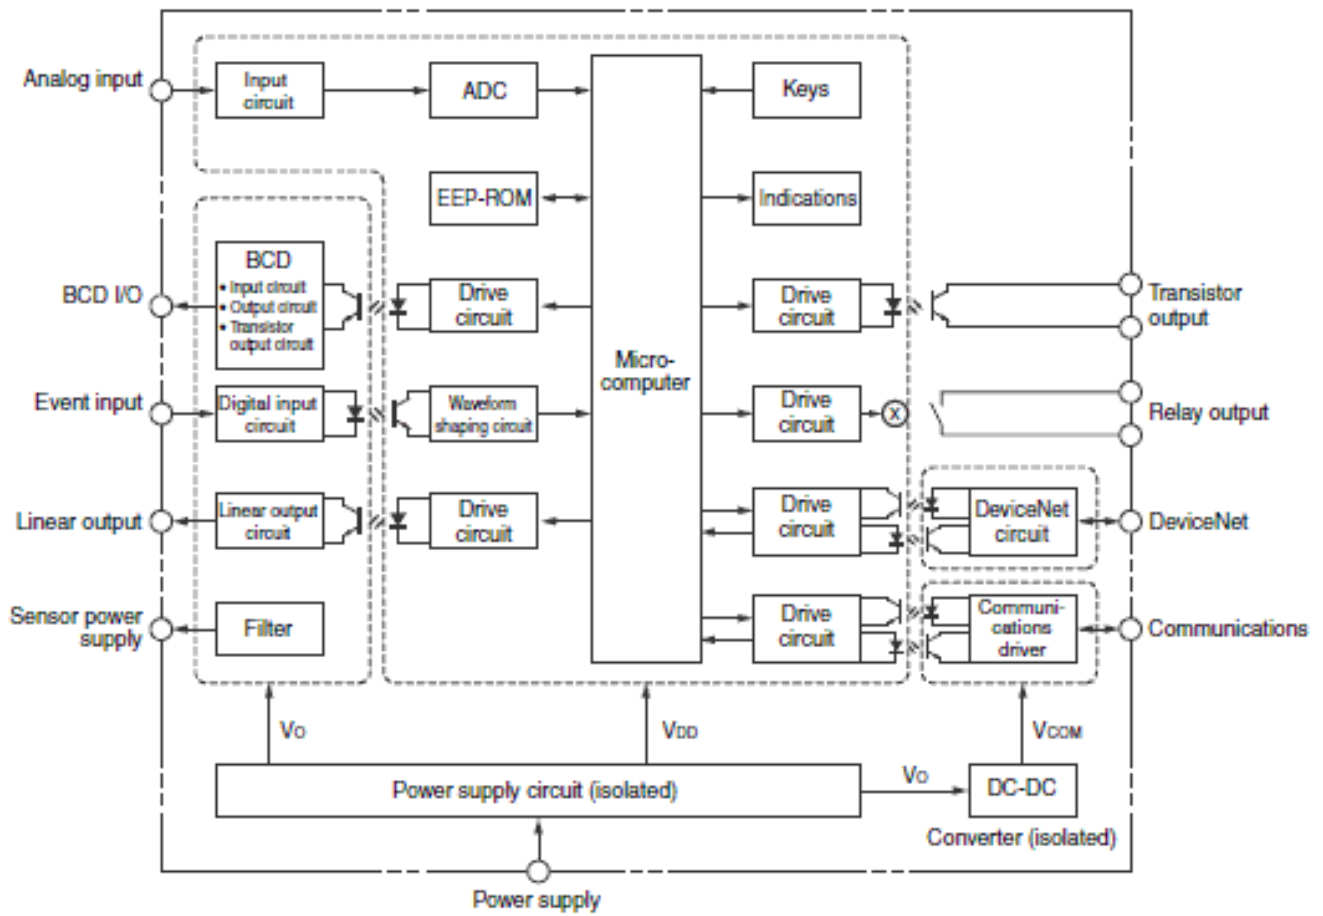 Analog input
Input
circuit
ADC
Keys
EEP-ROM
Indications
BCD I/O
BCD
• Input circuit
• Output circuit
• Transistor
output circuit
Drive
circuit
Micro-
computer
Drive
circuit
Transistor
output
Event input
Digital input
circuit
Waveform
shaping circuit
Drive
circuit
X
Relay output
Linear output
Linear output
circuit
Drive
circuit
Drive
circuit
DeviceNet
circuit
DeviceNet
Sensor power
supply
Filter
Drive
circuit
Communi-
cations
driver
Communications
VO
VDD
VCOM
Power supply circuit (isolated)
VO
DC-DC
Converter (isolated)
Power supply